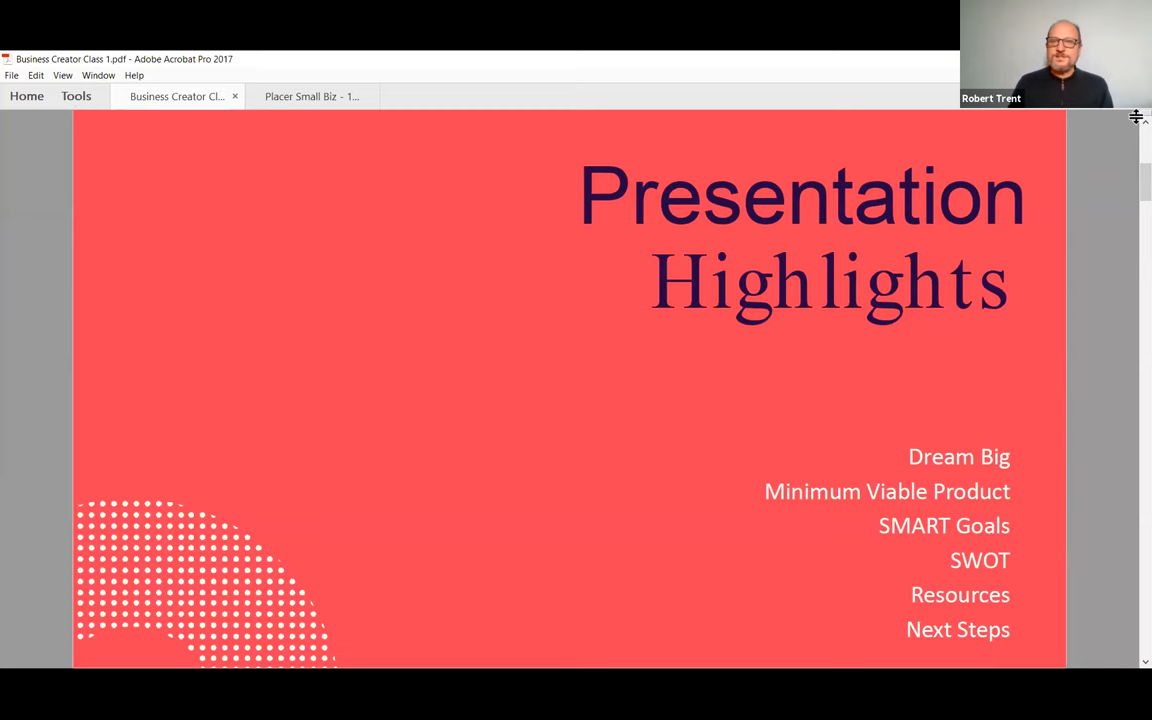 Business Creator Class 1.pdf - Adobe Acrobat Pro 2017
File Edit View Window Help
Home Tools Business Creator Cl... × Placer Small Biz - 1...
Robert Trent
Presentation
Highlights
Dream Big
Minimum Viable Product
SMART Goals
SWOT
Resources
Next Steps